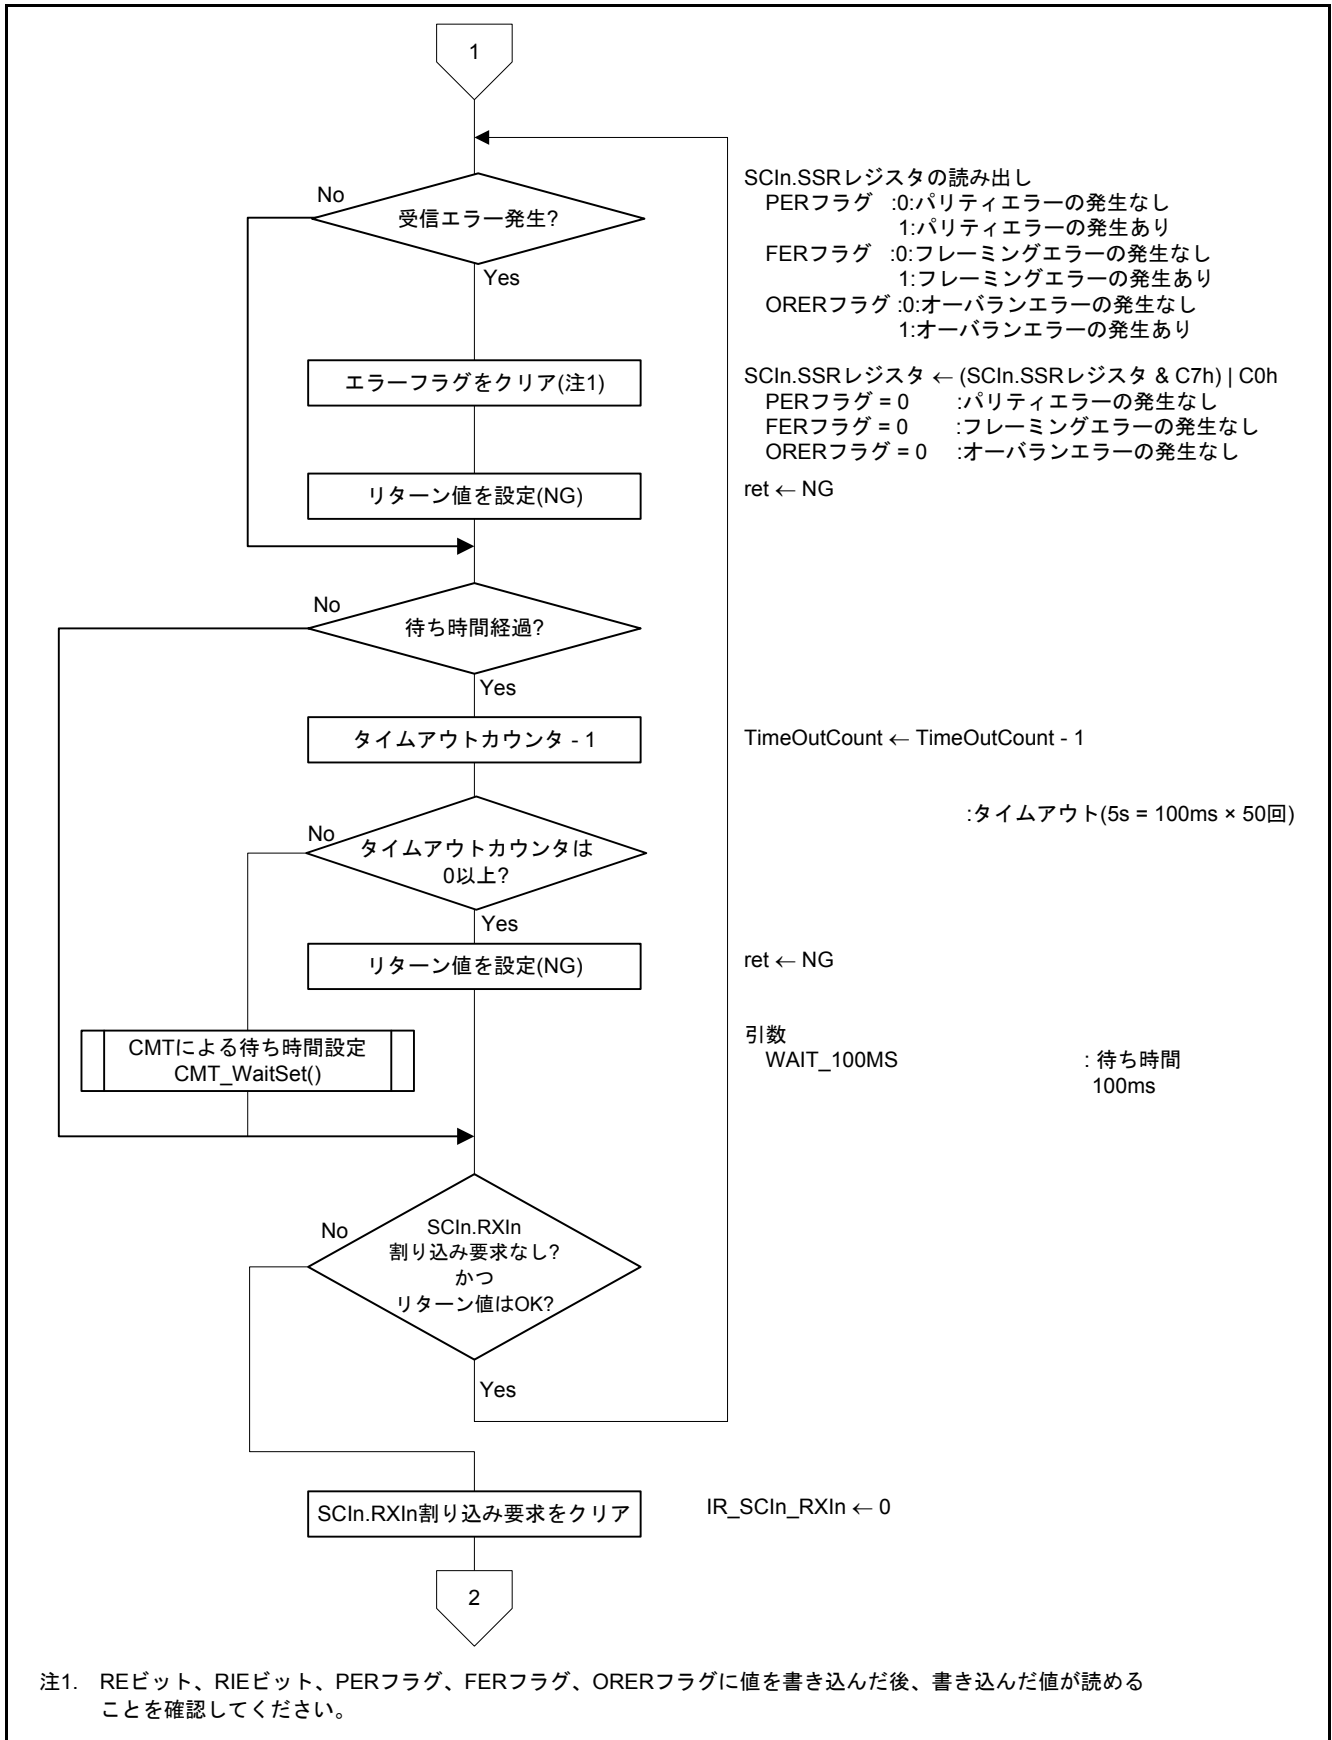 1
SCIn.SSRレジスタの読み出し
No
PERフラグ :0:パリティエラーの発生なし
受信エラー発生?
1:パリティエラーの発生あり
FERフラグ :0:フレーミングエラーの発生なし
Yes
1:フレーミングエラーの発生あり
ORERフラグ :0:オーバランエラーの発生なし
1:オーバランエラーの発生あり
エラーフラグをクリア(注1)
SCIn.SSRレジスタ ← (SCIn.SSRレジスタ & C7h) | C0h
PERフラグ = 0 :パリティエラーの発生なし
FERフラグ = 0 :フレーミングエラーの発生なし
ORERフラグ = 0 :オーバランエラーの発生なし
リターン値を設定(NG)
ret ← NG
No
待ち時間経過?
Yes
タイムアウトカウンタ - 1
TimeOutCount ← TimeOutCount - 1
:タイムアウト(5s = 100ms × 50回)
No
タイムアウトカウンタは
0以上?
Yes
リターン値を設定(NG)
ret ← NG
引数
CMTによる待ち時間設定
CMT_WaitSet()
WAIT_100MS : 待ち時間
100ms
No
SCIn.RXIn
割り込み要求なし?
かつ
リターン値はOK?
Yes
SCIn.RXIn割り込み要求をクリア
IR_SCIn_RXIn ← 0
2
注1. REビット、RIEビット、PERフラグ、FERフラグ、ORERフラグに値を書き込んだ後、書き込んだ値が読める
ことを確認してください。